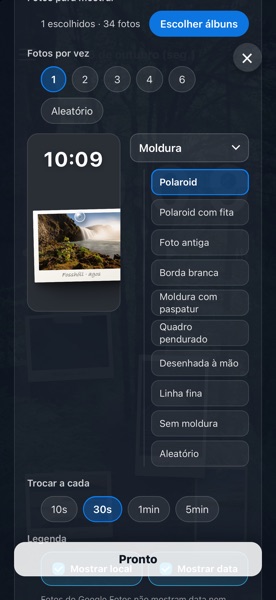 1 escolhidos · 34 fotos
Escolher álbuns
Fotos por vez
1
2
3
4
6
Aleatório
10:09
Moldura
Polaroid
Polaroid com fita
Foto antiga
Borda branca
Moldura com
paspatur
Quadro
pendurado
Desenhada à mão
Linha fina
Sem moldura
Aleatório
Trocar a cada
10s
30s
1min
5min
Legenda
Pronto
Mostrar local
Mostrar data